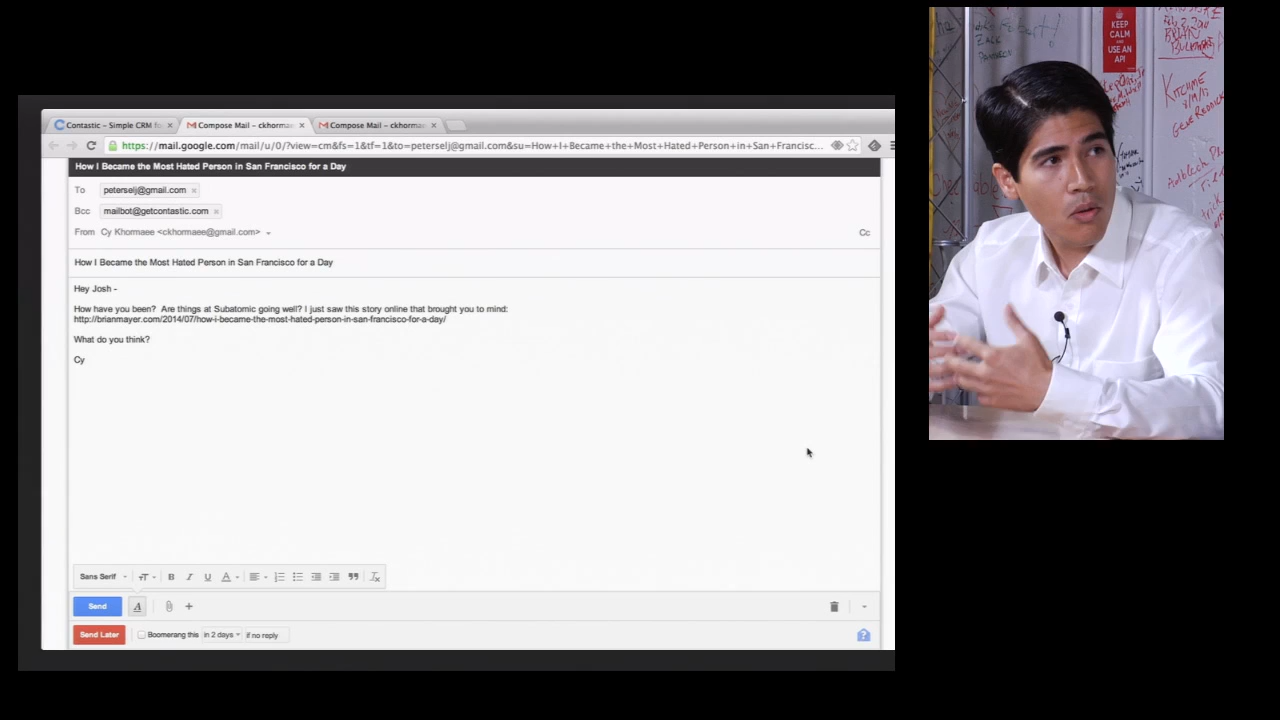 Contastic – Simple CRM fo
Compose Mail – ckhorma
Compose Mail – ckhorma
https://mail.google.com/mail/u/0/?view=cm&fs=1&tf=1&to=peterselj@gmail.com&su=How+I+Became+the+Most+Hated+Person+in+San+Francisc...
How I Became the Most Hated Person in San Francisco for a Day
To peterselj@gmail.com ×
Bcc mailbot@getcontastic.com ×
From Cy Khormaee <ckhormaee@gmail.com>
Cc
How I Became the Most Hated Person in San Francisco for a Day
Hey Josh -
How have you been? Are things at Subatomic going well? I just saw this story online that brought you to mind:
http://brianmayer.com/2014/07/how-i-became-the-most-hated-person-in-san-francisco-for-a-day/
What do you think?
Cy
Sans Serif
Send
Send Later
Boomerang this in 2 days if no reply
KEEP
CALM
AND
USE AN
API
ZACK
KITCHME